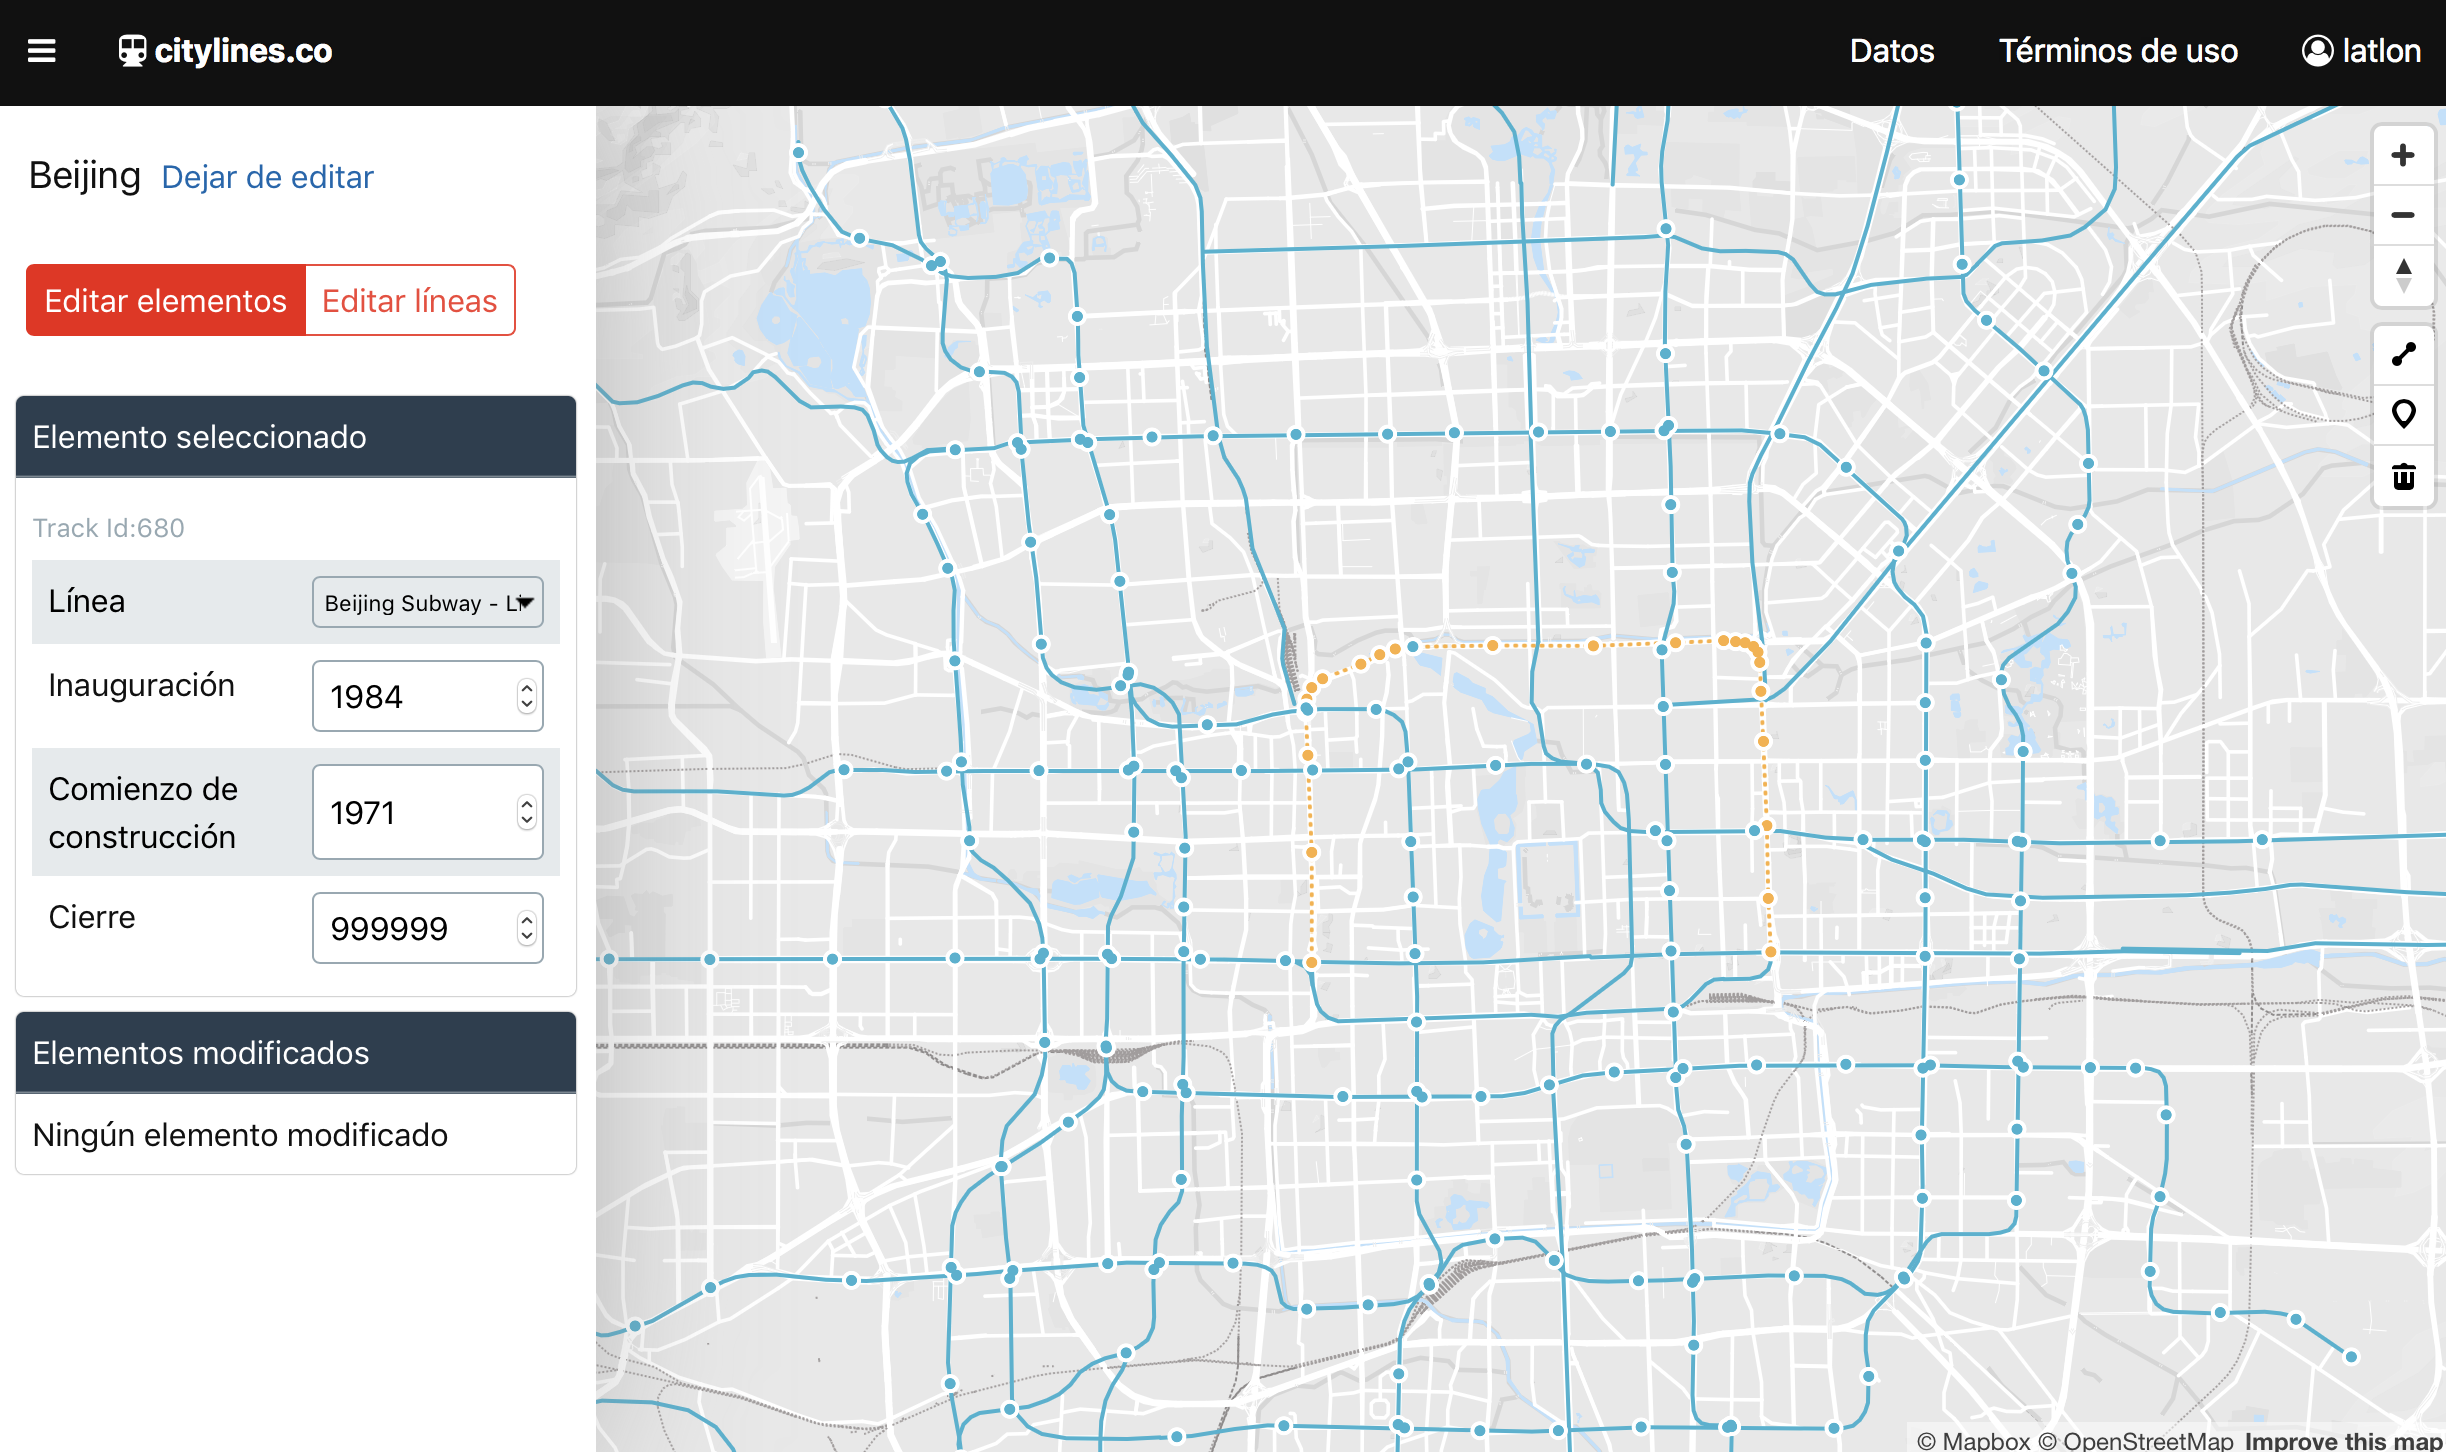 citylines.co
Datos
Términos de uso
latlon
Beijing
Dejar de editar
Editar elementos
Editar líneas
Elemento seleccionado
Track Id:680
Línea
Beijing Subway - Li
Inauguración
1984
Comienzo de
construcción
1971
Cierre
999999
Elementos modificados
Ningún elemento modificado
© Mapbox © OpenStreetMap Improve this map